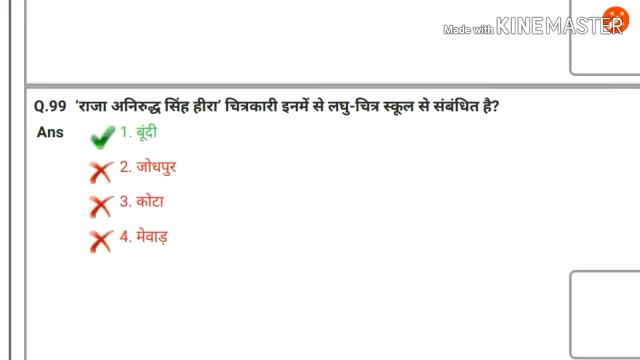 Made with KINEMASTER
Q.99 ‘राजा अनिरुद्ध सिंह हीरा’ चित्रकारी इनमें से लघु-चित्र स्कूल से संबंधित है?
Ans 1. बूंदी
2. जोधपुर
3. कोटा
4. मेवाड़